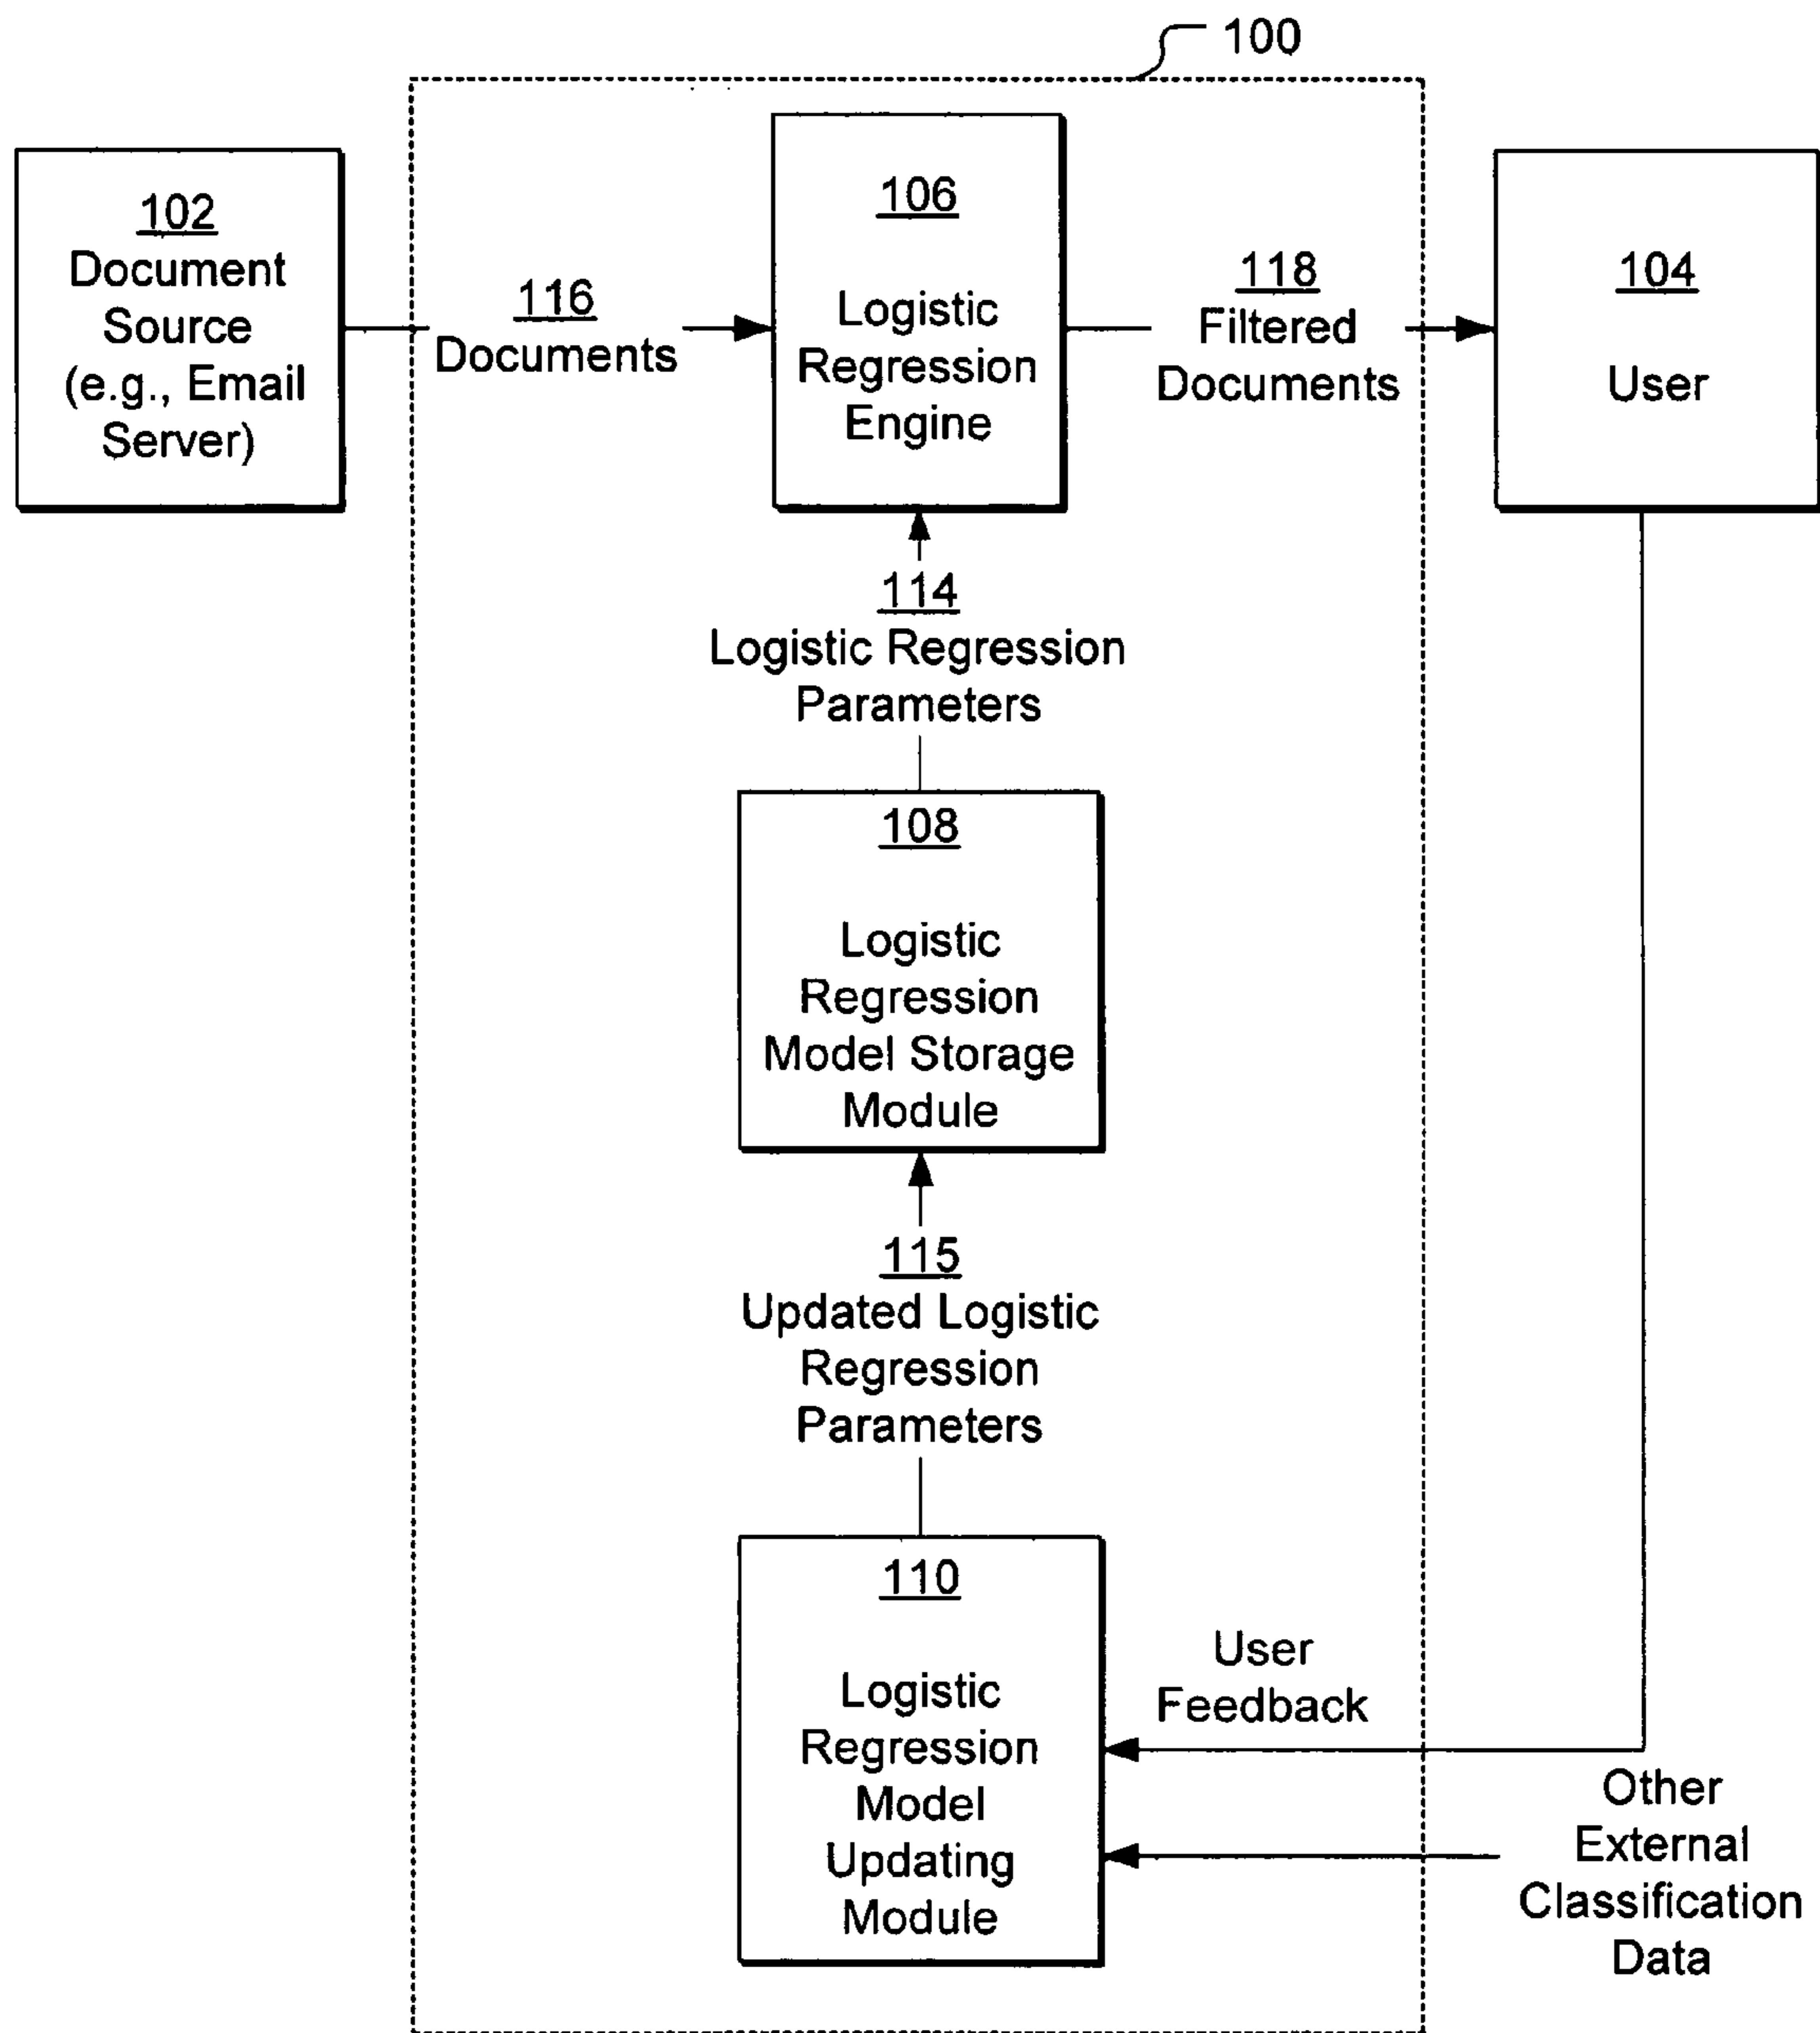 100
102
Document
Source
(e.g., Email
Server)
116
Documents
106
Logistic
Regression
Engine
118
Filtered
Documents
104
User
114
Logistic Regression
Parameters
108
Logistic
Regression
Model Storage
Module
115
Updated Logistic
Regression
Parameters
110
Logistic
Regression
Model
Updating
Module
User
Feedback
Other
External
Classification
Data